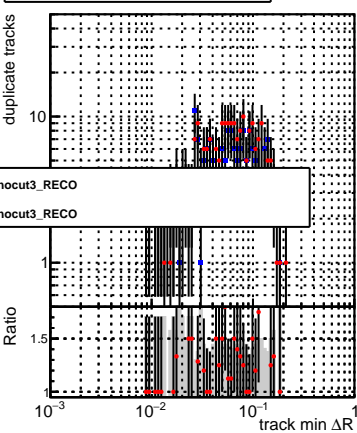 duplicate tracks
10
nocut3_RECO
nocut3_RECO
1
Ratio
1.5
1
10⁻³
10⁻²
10⁻¹
1
track min ΔR